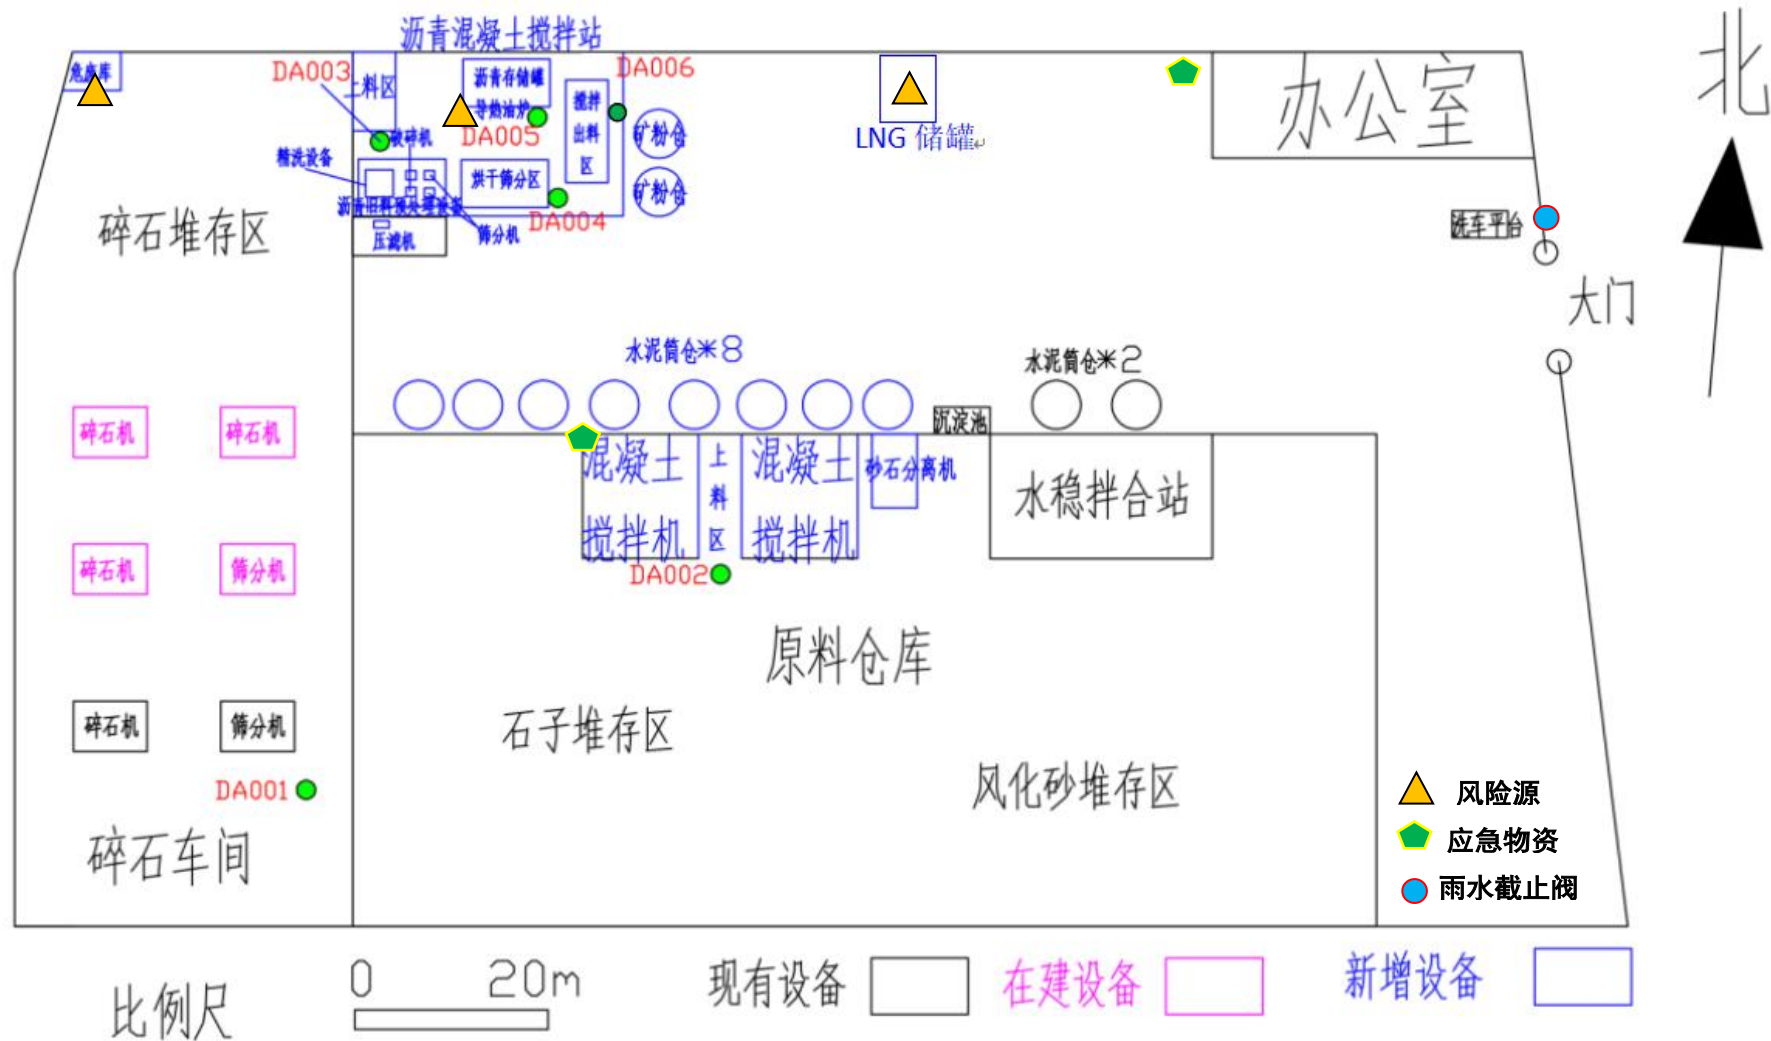 沥青混凝土搅拌站
北
危废库
DA003
上料区
沥青存储罐
导热油炉
DA005
搅拌
出料
区
DA006
矿粉仓
矿粉仓
LNG 储罐
办公室
破碎机
精洗设备
烘干筛分区
沥青旧料预处理设备
DA004
压滤机
筛分机
碎石堆存区
洗车平台
大门
水泥筒仓*8
水泥筒仓*2
沉淀池
碎石机
碎石机
混凝土
搅拌机
上
料
区
混凝土
搅拌机
砂石分离机
水稳拌合站
碎石机
筛分机
DA002
原料仓库
碎石机
筛分机
石子堆存区
DA001
风化砂堆存区
碎石车间
风险源
应急物资
雨水截止阀
比例尺
0
20m
现有设备
在建设备
新增设备